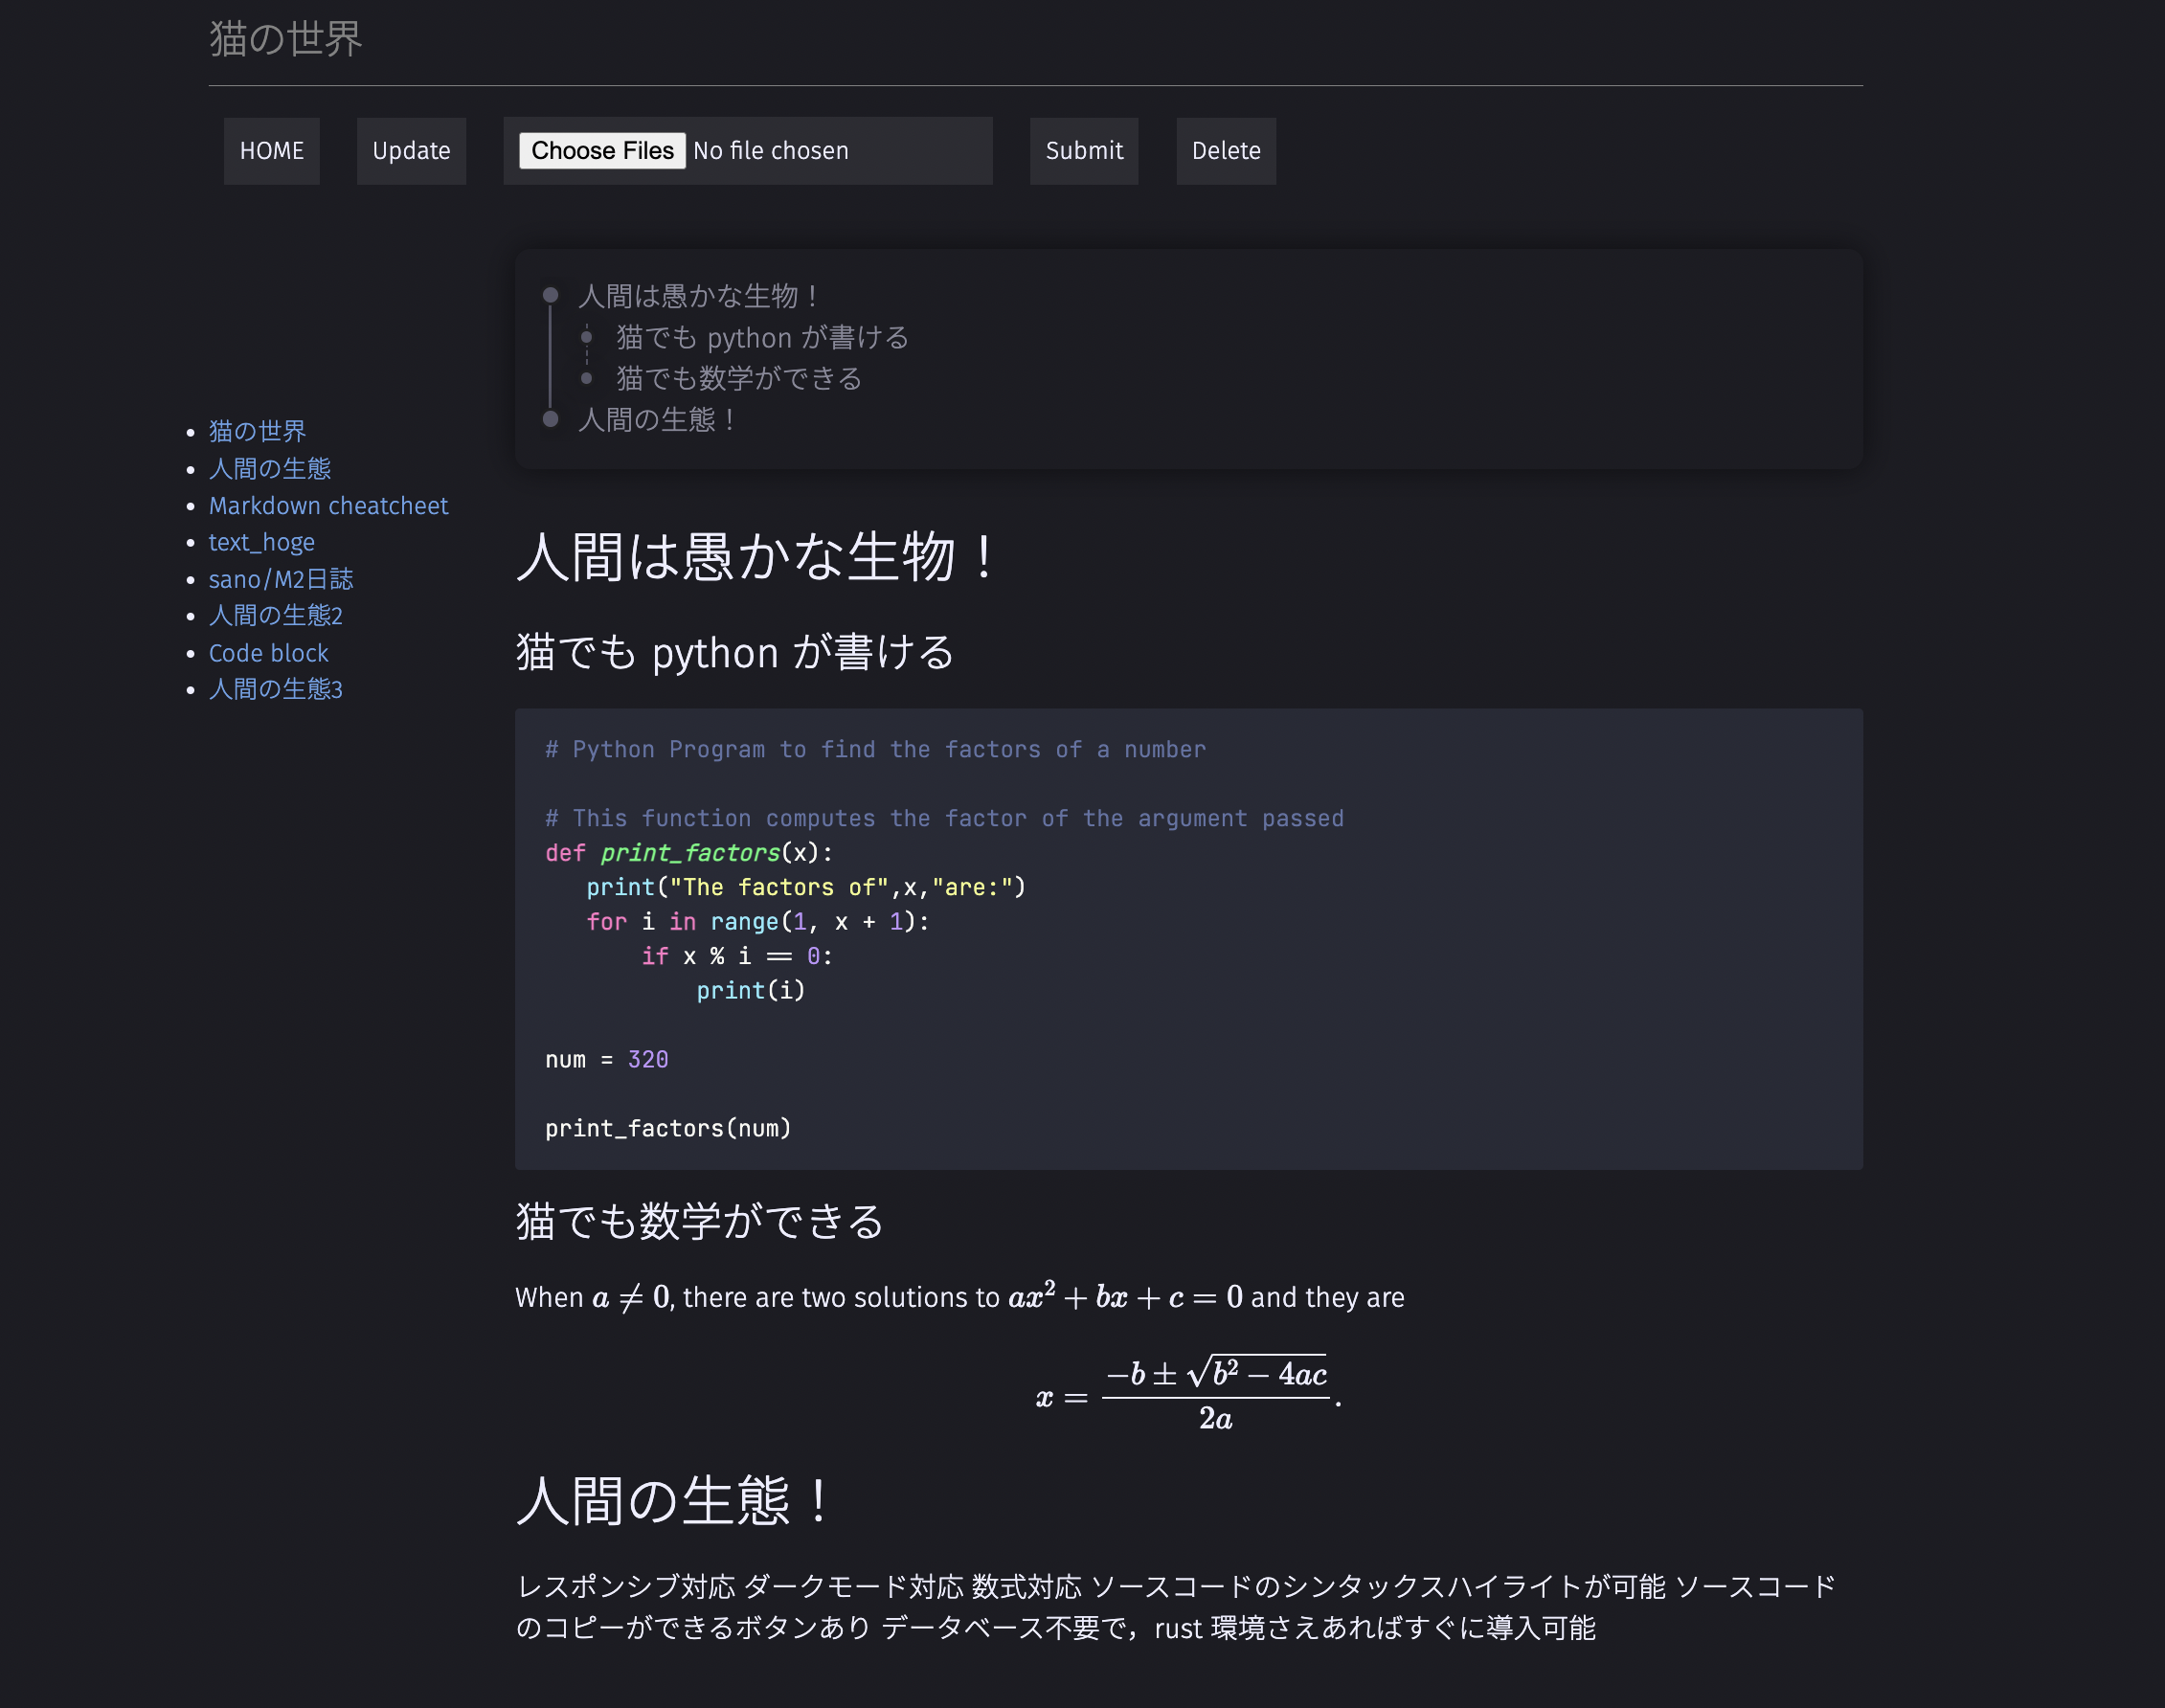 猫の世界
HOME Update Choose Files No file chosen Submit Delete
人間は愚かな生物！
猫でも python が書ける
猫でも数学ができる
人間の生態！
猫の世界
人間の生態
Markdown cheatcheet
text_hoge
sano/M2日誌
人間の生態2
Code block
人間の生態3
人間は愚かな生物！
猫でも python が書ける
# Python Program to find the factors of a number
# This function computes the factor of the argument passed
def print_factors(x):
   print("The factors of",x,"are:")
   for i in range(1, x + 1):
       if x % i == 0:
           print(i)
num = 320
print_factors(num)
猫でも数学ができる
When a ≠ 0, there are two solutions to ax² + bx + c = 0 and they are
x = (−b ± √(b² − 4ac)) / 2a.
人間の生態！
レスポンシブ対応 ダークモード対応 数式対応 ソースコードのシンタックスハイライトが可能 ソースコード
のコピーができるボタンあり データベース不要で，rust 環境さえあればすぐに導入可能